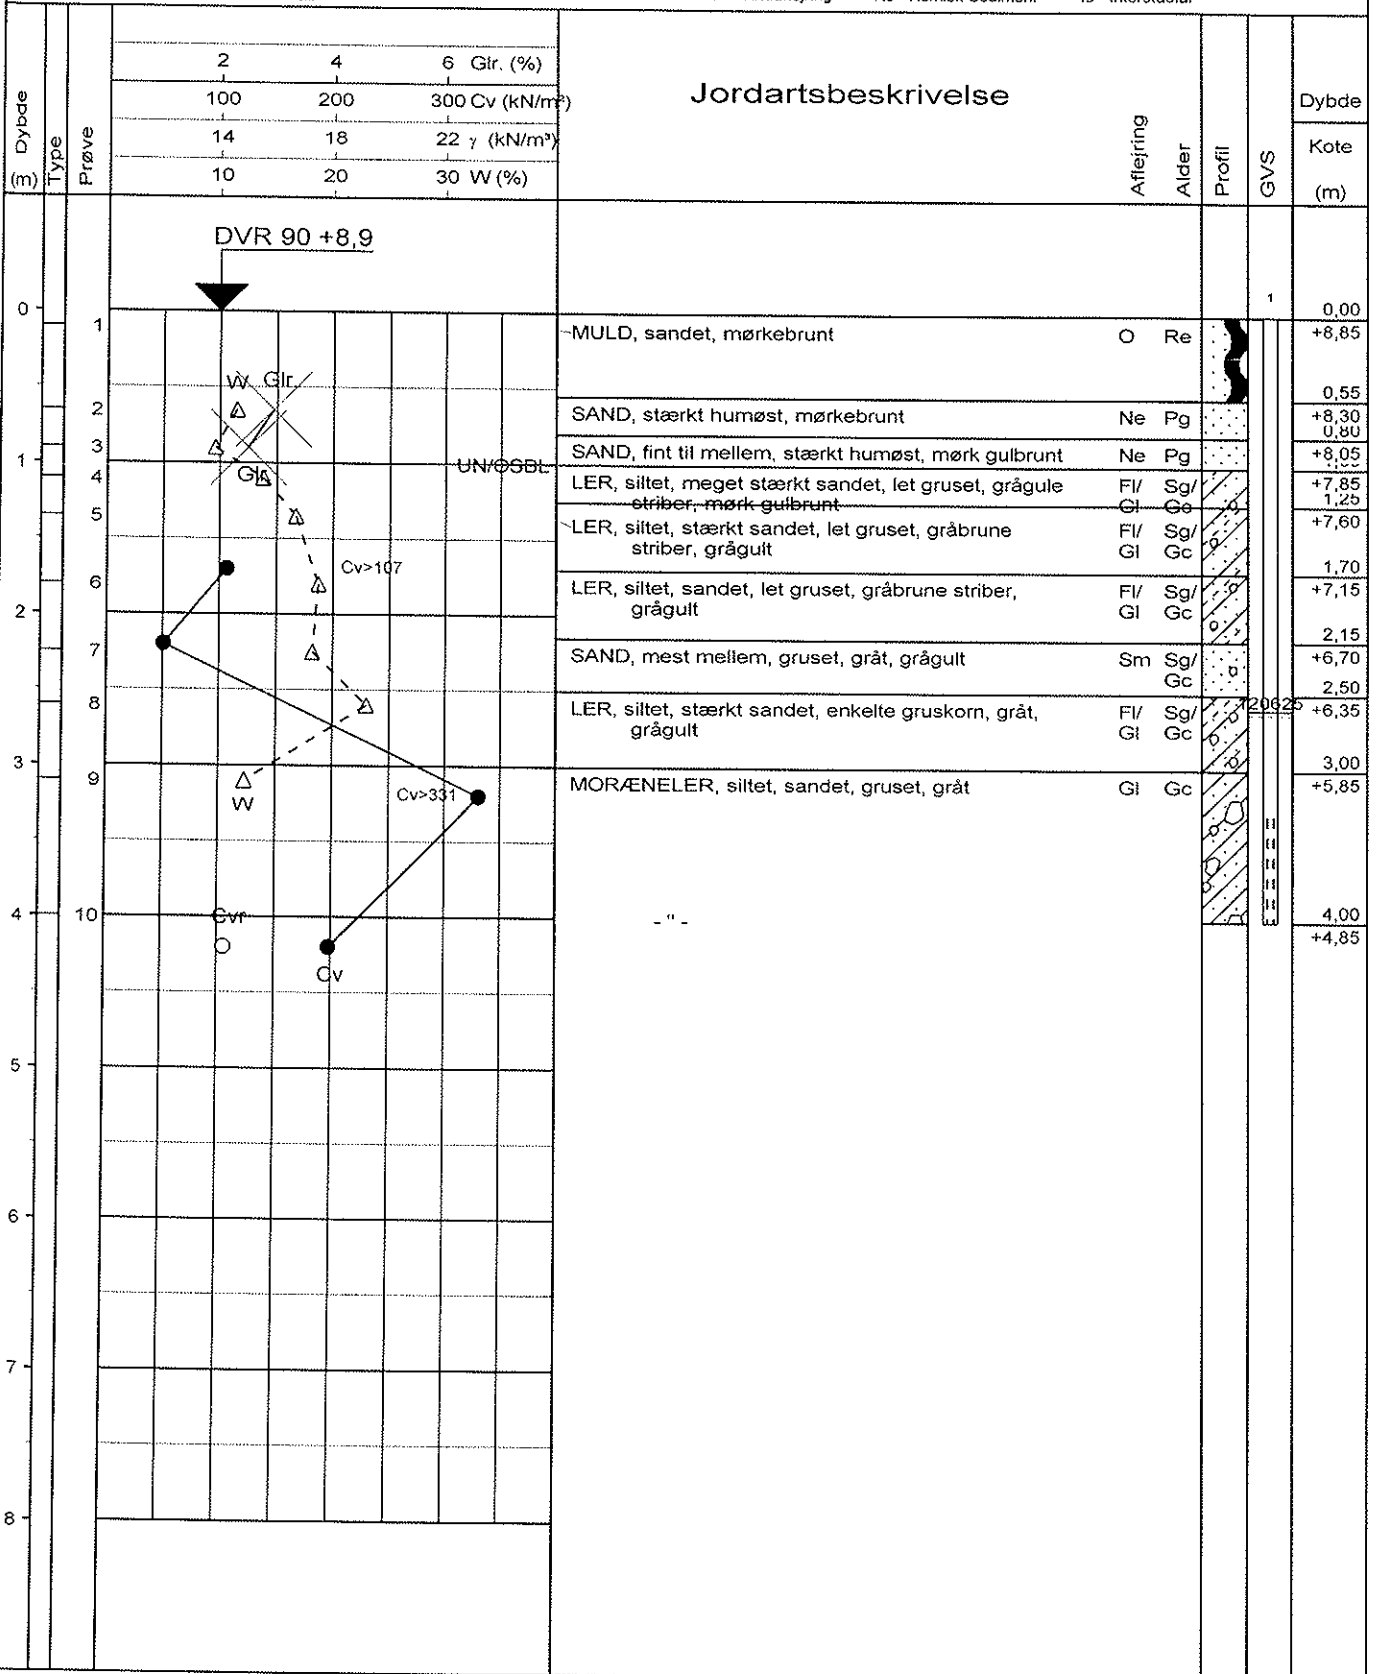 2 4 6 Glr. (%)
100 200 300 Cv (kN/m²)
14 18 22 γ (kN/m³)
10 20 30 W (%)
Dybde
(m)
Type
Prøve
Jordartsbeskrivelse
Aflejring
Alder
Profil
GVS
Dybde
Kote
(m)
DVR 90 +8,9
0
1
1
0,00
MULD, sandet, mørkebrunt O Re +8,85
W Glr.
0,55
2
SAND, stærkt humøst, mørkebrunt Ne Pg +8,30
0,80
3
SAND, fint til mellem, stærkt humøst, mørk gulbrunt Ne Pg +8,05
1
UN/OSBL
4
LER, siltet, meget stærkt sandet, let gruset, grågule Fl/ Sg/ +7,85
striber, mørk gulbrunt Gl Gc 1,25
5
LER, siltet, stærkt sandet, let gruset, gråbrune Fl/ Sg/ +7,60
striber, grågult Gl Gc
Cv>107
1,70
6
LER, siltet, sandet, let gruset, gråbrune striber, Fl/ Sg/ +7,15
grågult Gl Gc
2
2,15
7
SAND, mest mellem, gruset, gråt, grågult Sm Sg/ +6,70
Gc 2,50
8
LER, siltet, stærkt sandet, enkelte gruskorn, gråt, Fl/ Sg/ 120625 +6,35
grågult Gl Gc
3
3,00
9
MORÆNELER, siltet, sandet, gruset, gråt Gl Gc +5,85
W
Cv>331
4
10
Cvr
- " -
4,00
+4,85
Cv
5
6
7
8